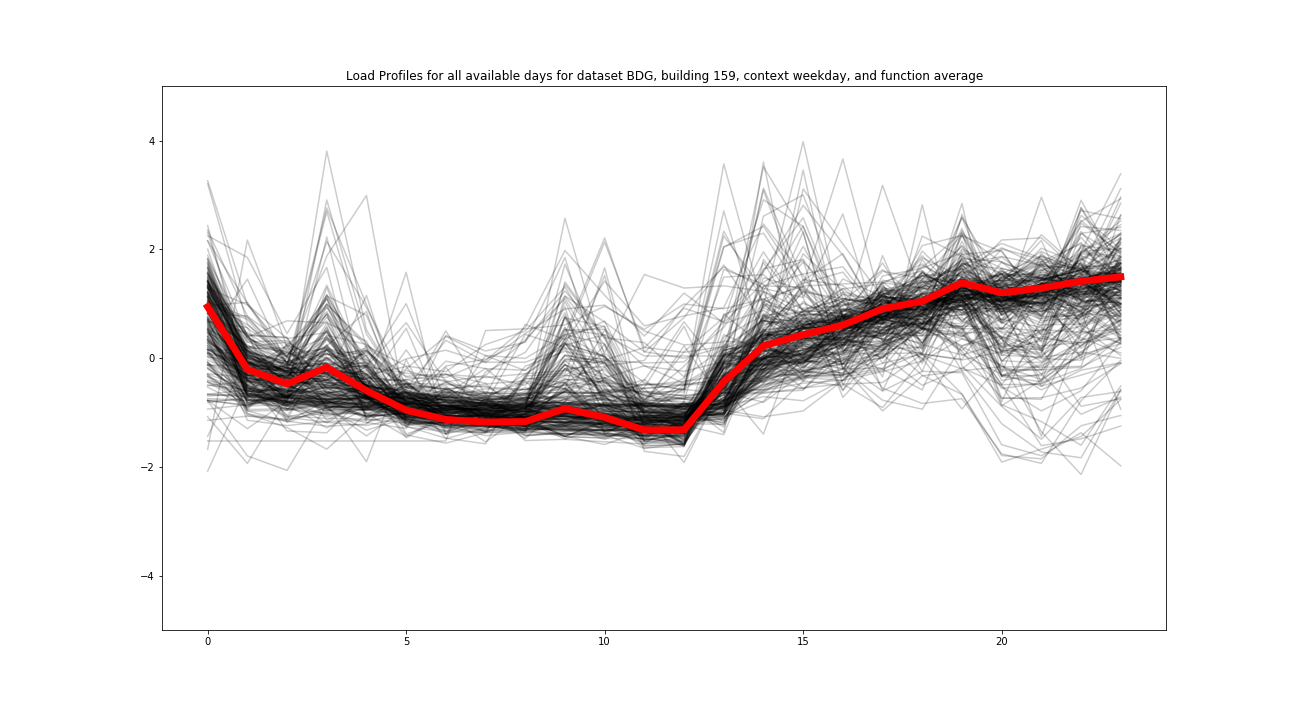 Load Profiles for all available days for dataset BDG, building 159, context weekday, and function average
4
2
0
−2
−4
0 5 10 15 20